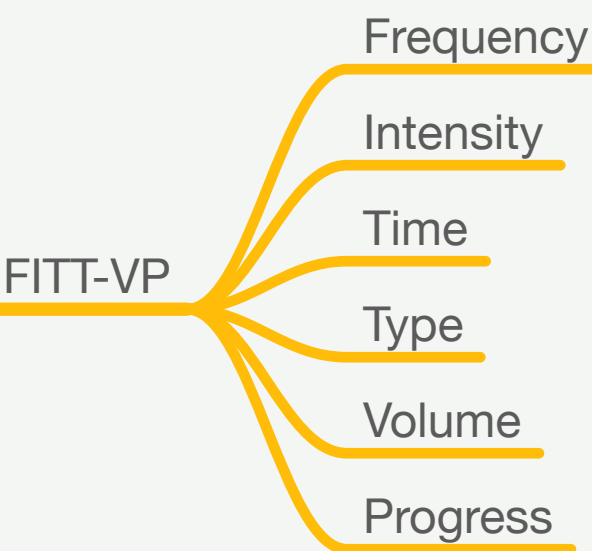 FITT-VP
Frequency
Intensity
Time
Type
Volume
Progress